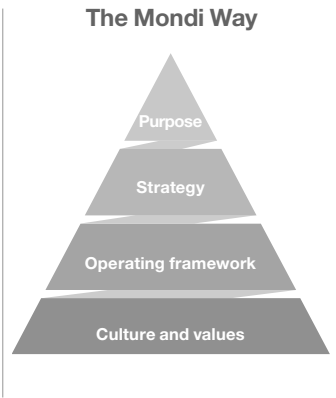 The Mondi Way
Purpose
Strategy
Operating framework
Culture and values